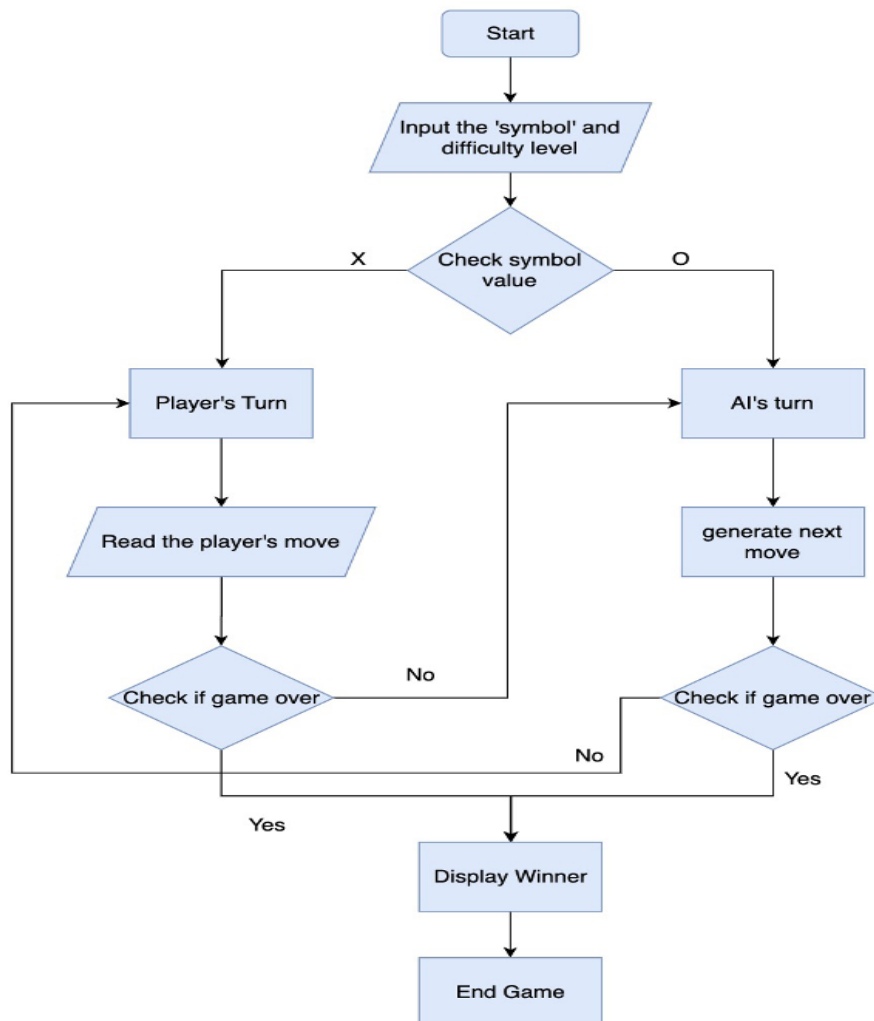 Start
Input the 'symbol' and
difficulty level
Check symbol
value
X
O
Player's Turn
AI's turn
Read the player's move
generate next
move
Check if game over
No
Check if game over
No
Yes
Yes
Display Winner
End Game